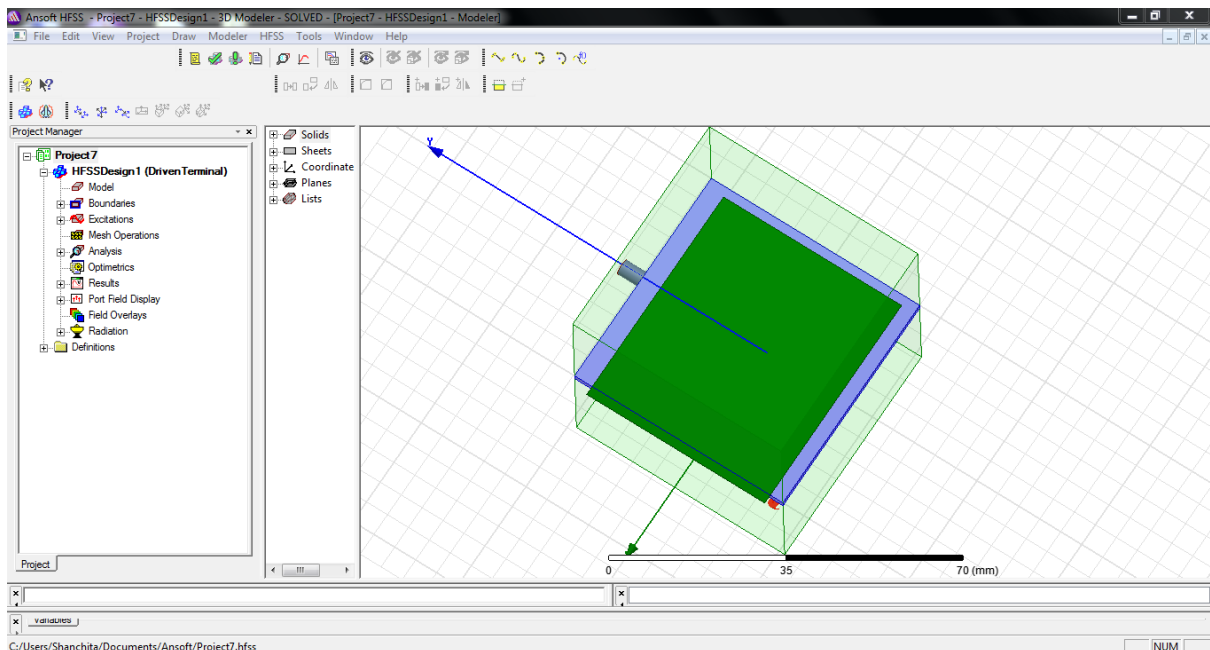 Ansoft HFSS - Project7 - HFSSDesign1 - 3D Modeler - SOLVED - [Project7 - HFSSDesign1 - Modeler]
File Edit View Project Draw Modeler HFSS Tools Window Help
Project Manager
Project7
HFSSDesign1 (DrivenTerminal)
Model
Boundaries
Excitations
Mesh Operations
Analysis
Optimetrics
Results
Port Field Display
Field Overlays
Radiation
Definitions
Project
Solids
Sheets
Coordinate
Planes
Lists
Y
0 35 70 (mm)
Variables
C:/Users/Shanchita/Documents/Ansoft/Project7.hfss
NUM